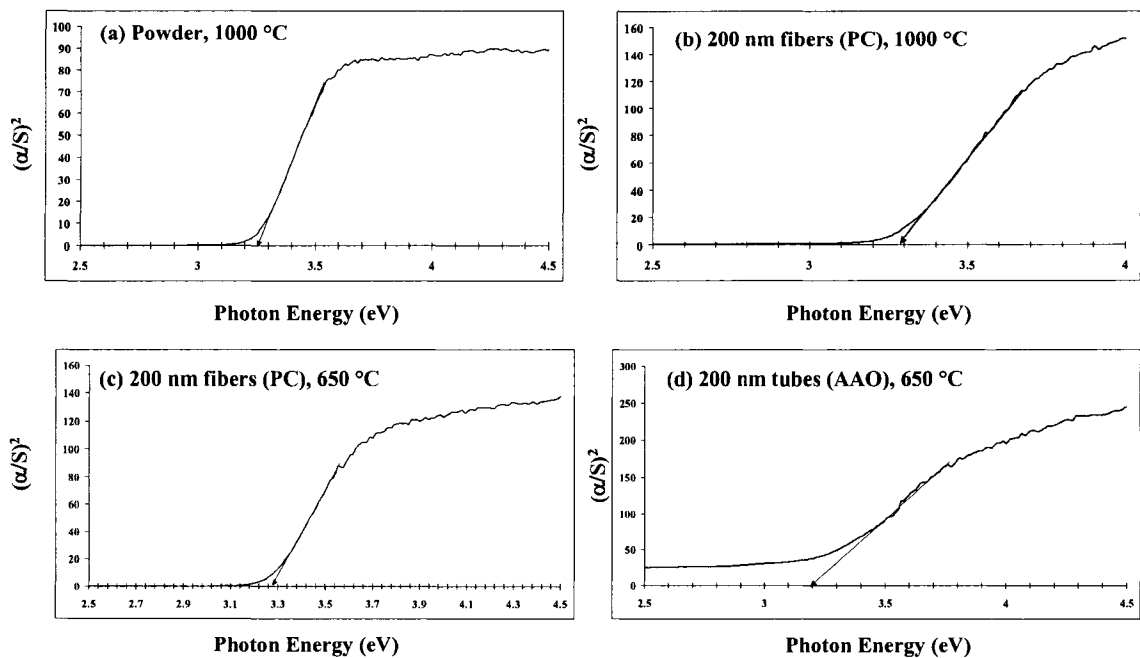 (a) Powder, 1000 °C
100
90
80
70
60
50
40
30
20
10
0
2.5 3 3.5 4 4.5
(α/S)²
Photon Energy (eV)
(b) 200 nm fibers (PC), 1000 °C
160
140
120
100
80
60
40
20
0
2.5 3 3.5 4
(α/S)²
Photon Energy (eV)
(c) 200 nm fibers (PC), 650 °C
160
140
120
100
80
60
40
20
0
2.5 2.7 2.9 3.1 3.3 3.5 3.7 3.9 4.1 4.3 4.5
(α/S)²
Photon Energy (eV)
(d) 200 nm tubes (AAO), 650 °C
300
250
200
150
100
50
0
2.5 3 3.5 4 4.5
(α/S)²
Photon Energy (eV)